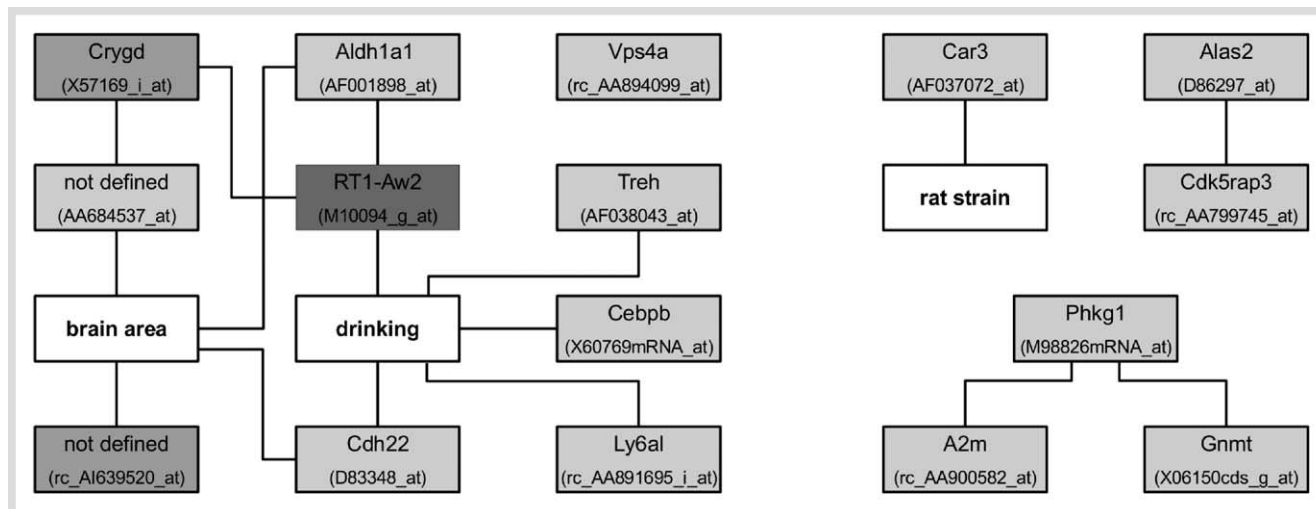 Crygd
(X57169_i_at)
Aldh1a1
(AF001898_at)
Vps4a
(rc_AA894099_at)
Car3
(AF037072_at)
Alas2
(D86297_at)
not defined
(AA684537_at)
RT1-Aw2
(M10094_g_at)
Treh
(AF038043_at)
rat strain
Cdk5rap3
(rc_AA799745_at)
brain area
drinking
Cebpb
(X60769mRNA_at)
Phkg1
(M98826mRNA_at)
not defined
(rc_AI639520_at)
Cdh22
(D83348_at)
Ly6al
(rc_AA891695_i_at)
A2m
(rc_AA900582_at)
Gnmt
(X06150cds_g_at)